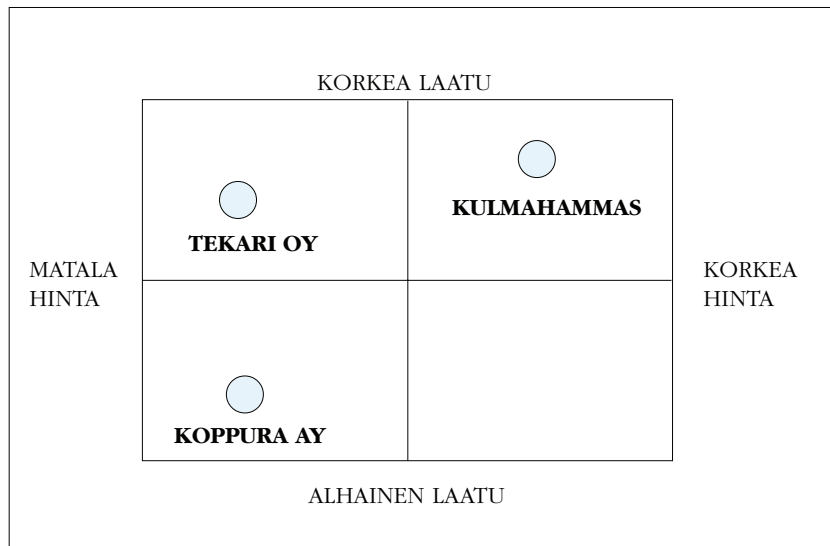 KORKEA LAATU
KULMAHAMMAS
TEKARI OY
MATALA
HINTA
KORKEA
HINTA
KOPPURA AY
ALHAINEN LAATU